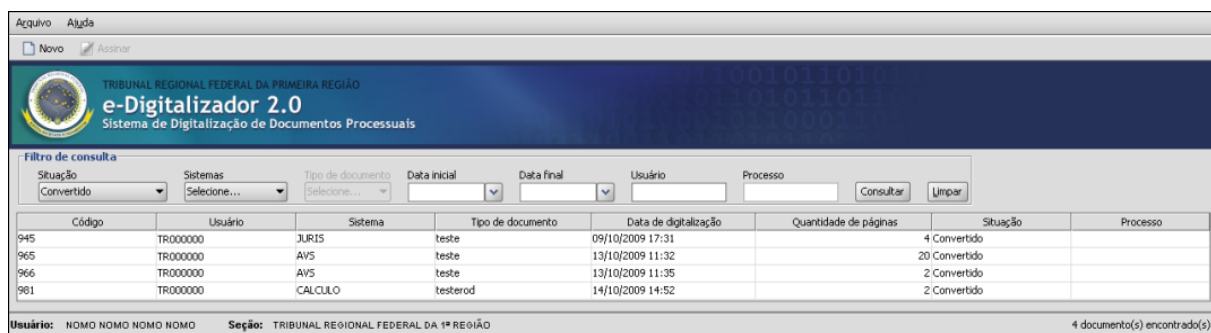 Arquivo Ajuda
Novo Assinar
TRIBUNAL REGIONAL FEDERAL DA PRIMEIRA REGIÃO
e-Digitalizador 2.0
Sistema de Digitalização de Documentos Processuais
Filtro de consulta
Situação Sistemas Tipo de documento Data inicial Data final Usuário Processo
Convertido Selecione... Selecione... Consultar Limpar
Código Usuário Sistema Tipo de documento Data de digitalização Quantidade de páginas Situação Processo
945 TR000000 JURIS teste 09/10/2009 17:31 4 Convertido
965 TR000000 AVS teste 13/10/2009 11:32 20 Convertido
966 TR000000 AVS teste 13/10/2009 11:35 2 Convertido
981 TR000000 CALCULO testerod 14/10/2009 14:52 2 Convertido
Usuário: NOMO NOMO NOMO NOMO Seção: TRIBUNAL REGIONAL FEDERAL DA 1ª REGIÃO 4 documento(s) encontrado(s)